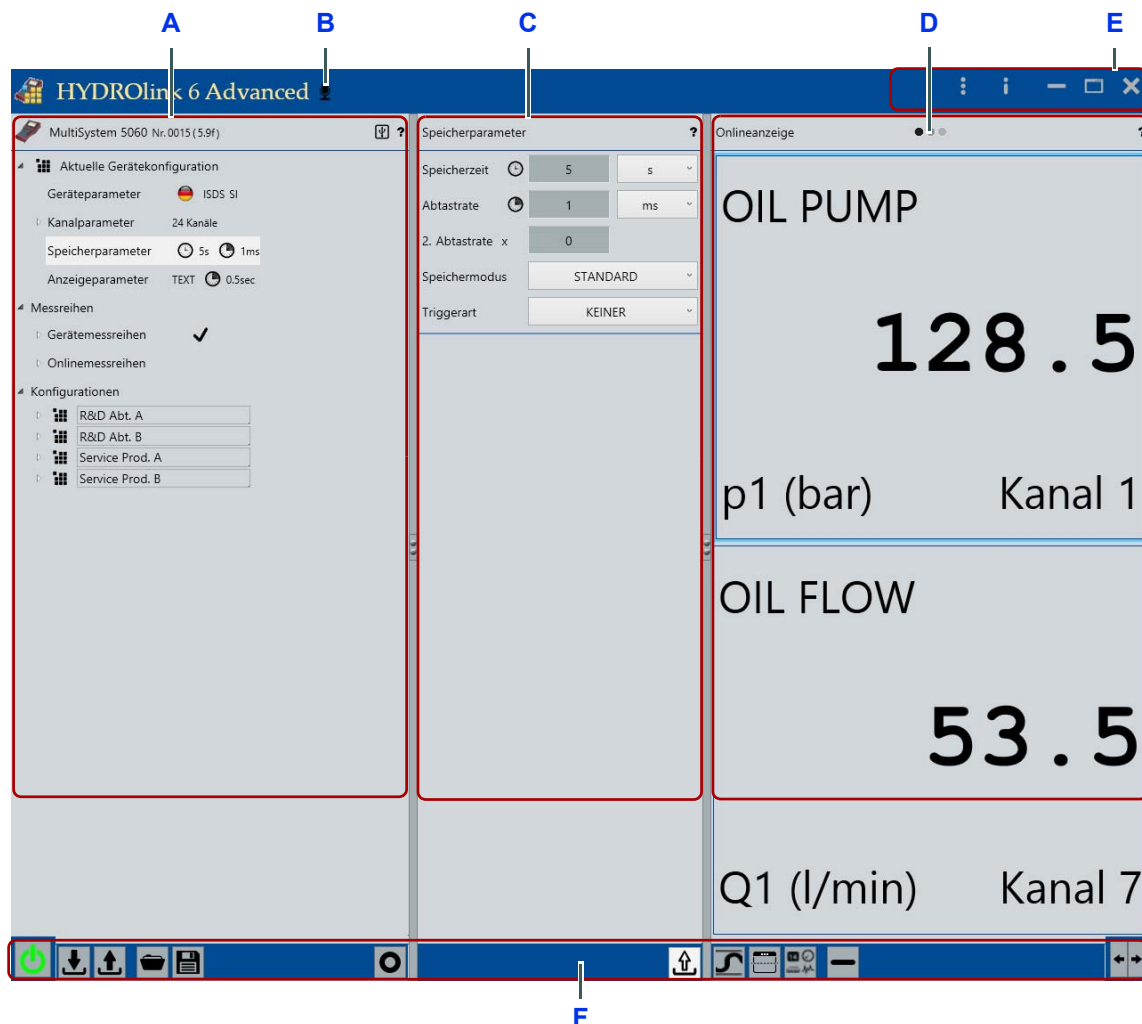 A B C D E
HYDROlink 6 Advanced
MultiSystem 5060 Nr. 0015 (5.9f) ?
Aktuelle Gerätekonfiguration
Geräteparameter ISDS SI
Kanalparameter 24 Kanäle
Speicherparameter 5s 1ms
Anzeigeparameter TEXT 0.5sec
Messreihen
Gerätemessreihen
Onlinemessreihen
Konfigurationen
R&D Abt. A
R&D Abt. B
Service Prod. A
Service Prod. B
Speicherparameter ?
Speicherzeit 5 s
Abtastrate 1 ms
2. Abtastrate x 0
Speichermodus STANDARD
Triggerart KEINER
Onlineanzeige ?
OIL PUMP
128.5
p1 (bar) Kanal 1
OIL FLOW
53.5
Q1 (l/min) Kanal 7
F